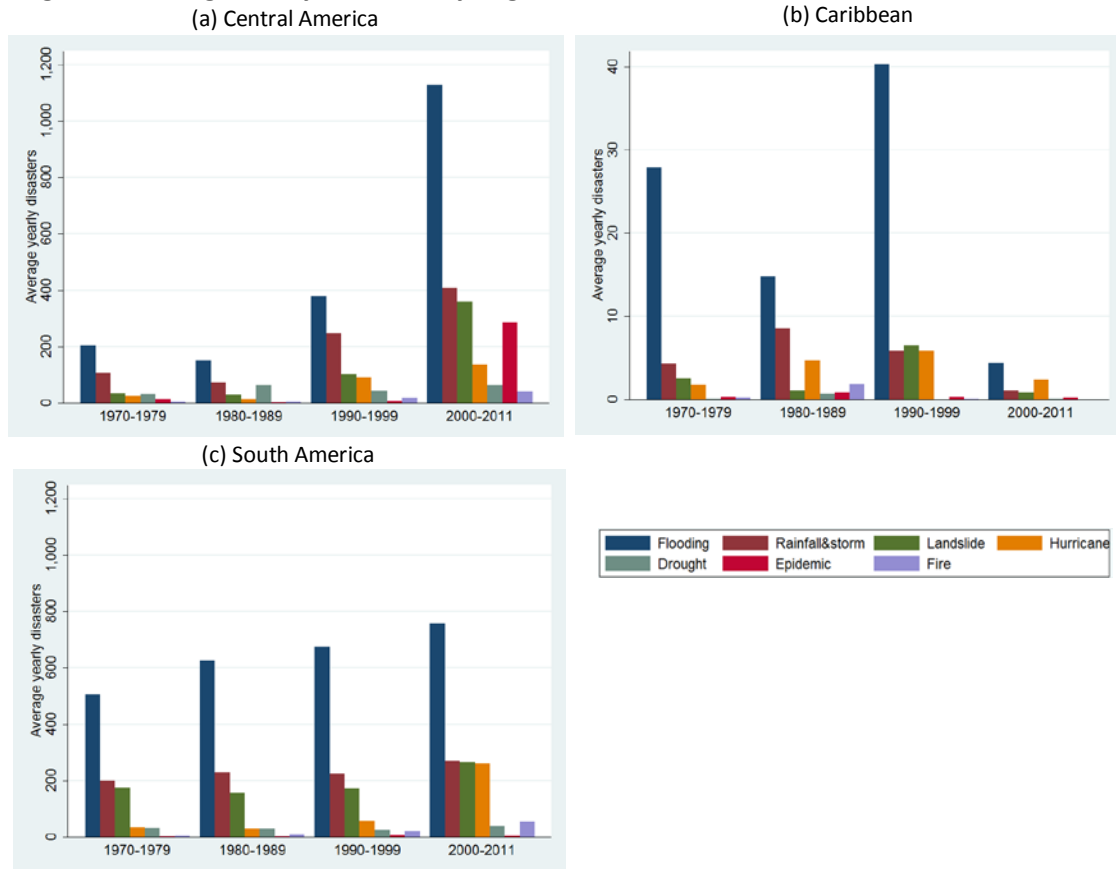 (a) Central America
Average yearly disasters
1,200
1,000
800
600
400
200
0
1970-1979 1980-1989 1990-1999 2000-2011
(b) Caribbean
Average yearly disasters
40
30
20
10
0
1970-1979 1980-1989 1990-1999 2000-2011
(c) South America
Average yearly disasters
1,200
1,000
800
600
400
200
0
1970-1979 1980-1989 1990-1999 2000-2011
Flooding Rainfall&storm Landslide Hurricane
Drought Epidemic Fire